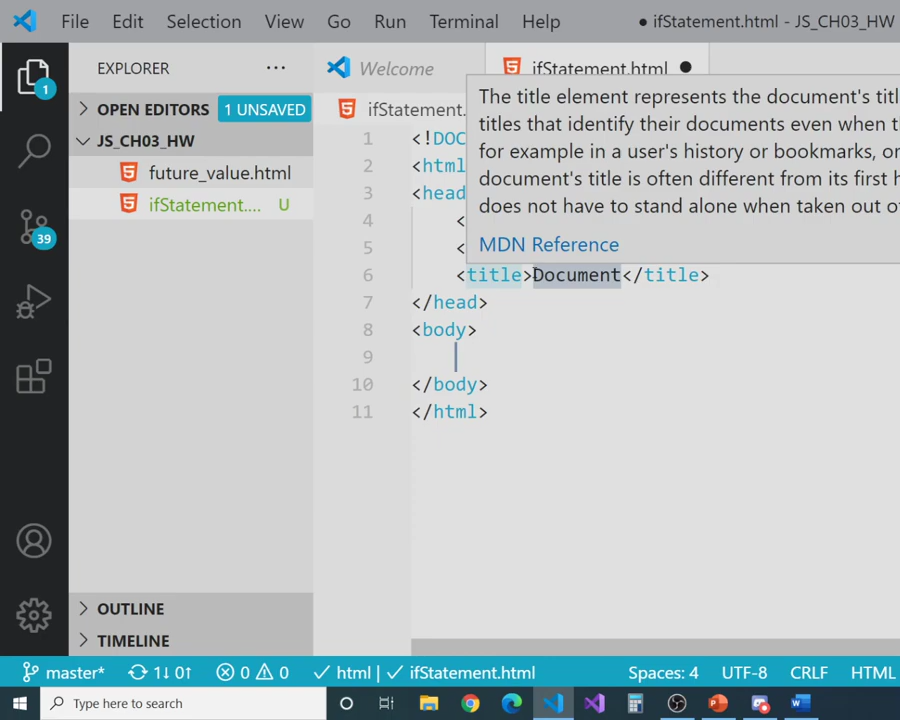 File Edit Selection View Go Run Terminal Help ● ifStatement.html - JS_CH03_HW
EXPLORER ...
Welcome
ifStatement.html ●
1
OPEN EDITORS 1 UNSAVED
JS_CH03_HW
future_value.html
ifStatement.... U
39
ifStatement.
The title element represents the document's titl
titles that identify their documents even when t
for example in a user's history or bookmarks, or
document's title is often different from its first h
does not have to stand alone when taken out o
MDN Reference
1 <!DOC
2 <html
3 <head
4 <
5 <
6 <title>Document</title>
7 </head>
8 <body>
9
10 </body>
11 </html>
OUTLINE
TIMELINE
master* 1↓ 0↑ 0 0 html | ifStatement.html Spaces: 4 UTF-8 CRLF HTML
Type here to search